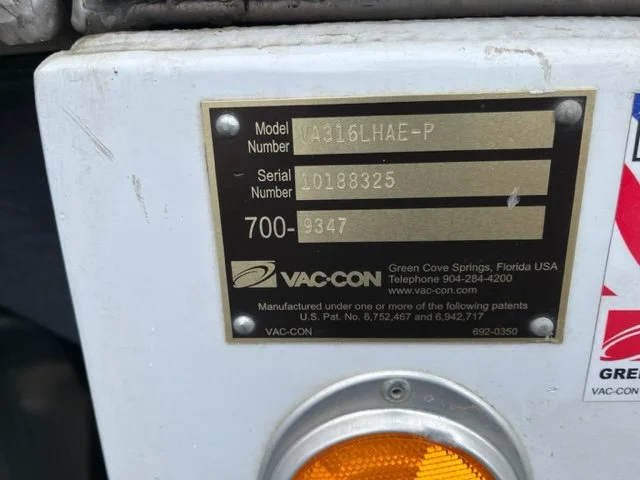 Model Number VA316LHAE-P
Serial Number 10188325
700- 9347
VAC-CON
Green Cove Springs, Florida USA
Telephone 904-284-4200
www.vac-con.com
Manufactured under one or more of the following patents
U.S. Pat. No. 6,752,467 and 6,942,717
VAC-CON 692-0350
GREE
VAC-CON